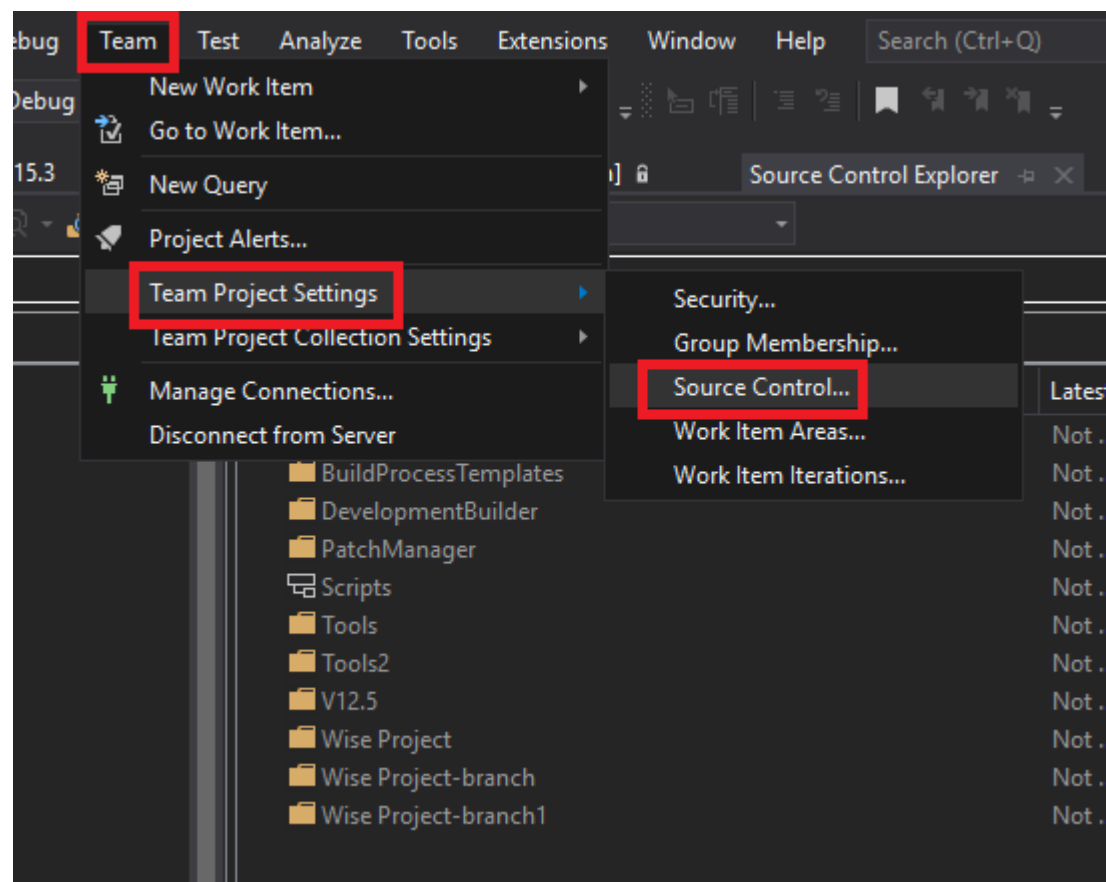 ebug Team Test Analyze Tools Extensions Window Help Search (Ctrl+Q)
Debug
New Work Item
Go to Work Item...
15.3
New Query
Source Control Explorer
Project Alerts...
Team Project Settings
Team Project Collection Settings
Manage Connections...
Disconnect from Server
Security...
Group Membership...
Source Control...
Work Item Areas...
Work Item Iterations...
Lates
Not .
BuildProcessTemplates Not .
DevelopmentBuilder Not .
PatchManager Not .
Scripts Not .
Tools Not .
Tools2 Not .
V12.5 Not .
Wise Project Not .
Wise Project-branch Not .
Wise Project-branch1 Not .